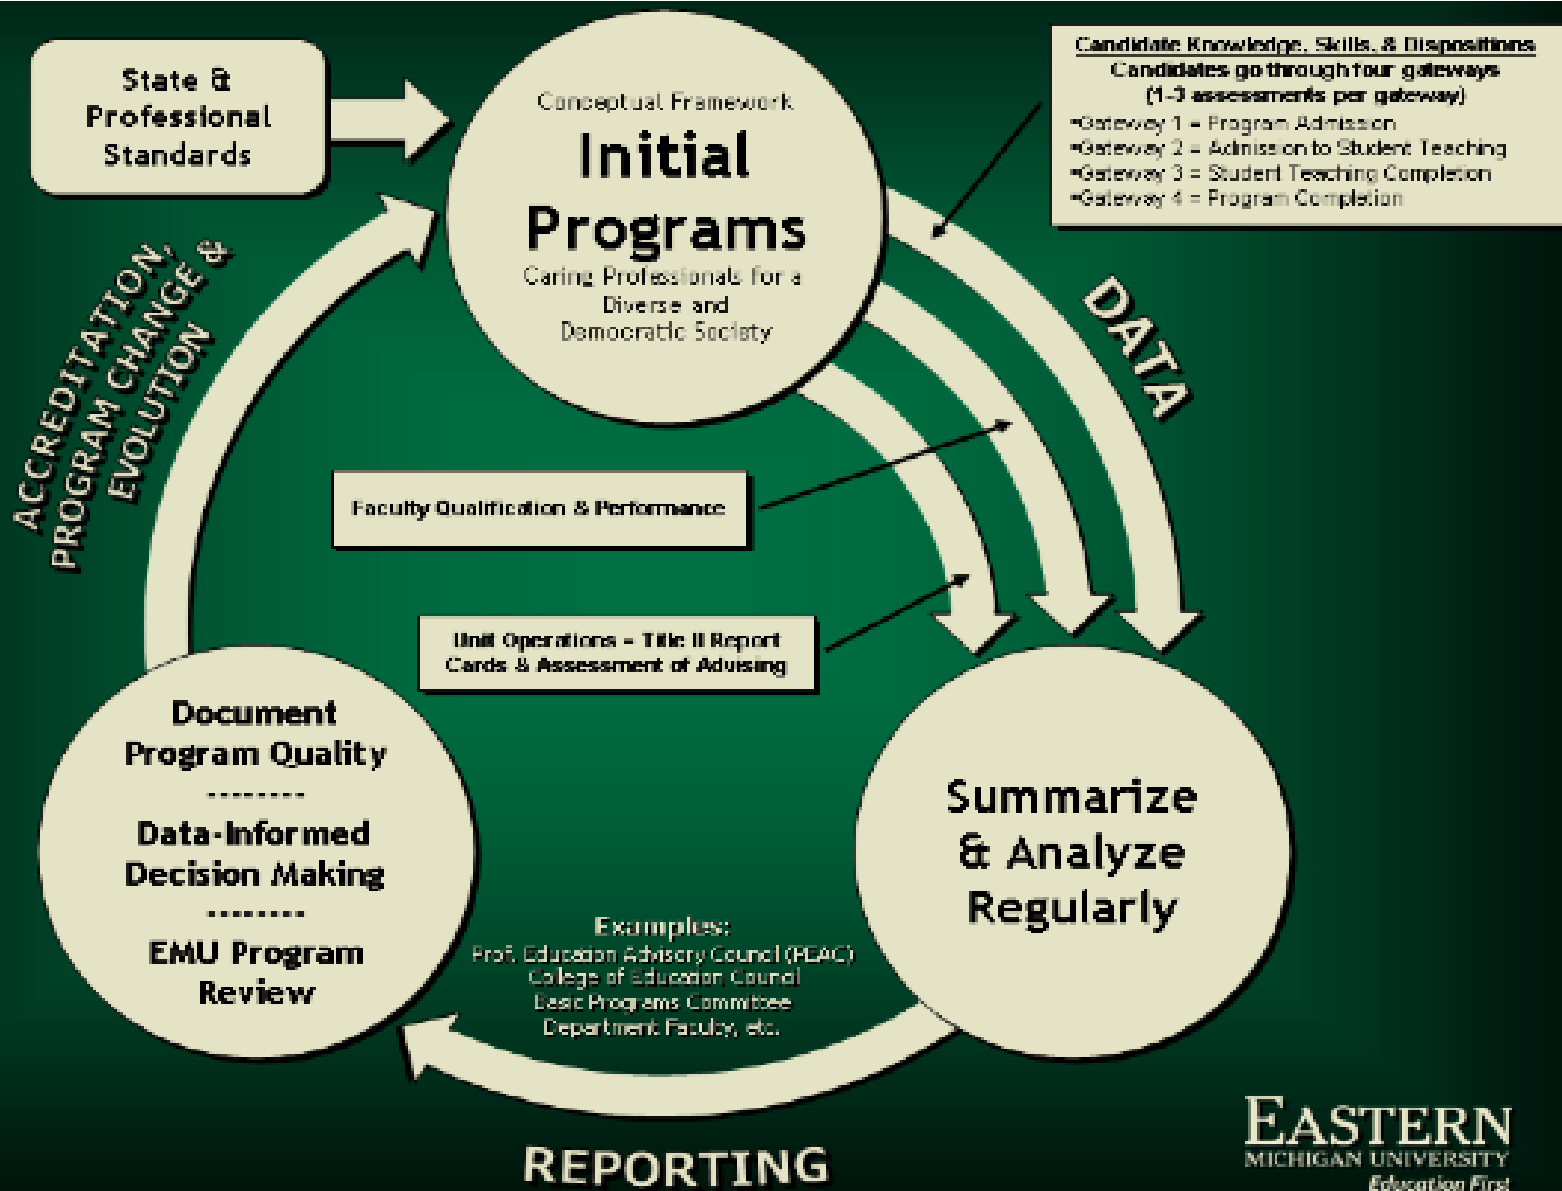 State &
Professional
Standards
Conceptual Framework
Initial
Programs
Caring Professionals for a
Diverse and
Democratic Society
Candidate Knowledge, Skills, & Dispositions
Candidates go through four gateways
(1-3 assessments per gateway)
•Gateway 1 = Program Admission
•Gateway 2 = Admission to Student Teaching
•Gateway 3 = Student Teaching Completion
•Gateway 4 = Program Completion
DATA
ACCREDITATION,
PROGRAM CHANGE &
EVOLUTION
Faculty Qualification & Performance
Unit Operations – Title II Report
Cards & Assessment of Advising
Document
Program Quality
--------
Data-Informed
Decision Making
--------
EMU Program
Review
Summarize
& Analyze
Regularly
Examples:
Prof. Education Advisory Council (PEAC)
College of Education Council
Basic Programs Committee
Department Faculty, etc.
REPORTING
EASTERN
MICHIGAN UNIVERSITY
Education First